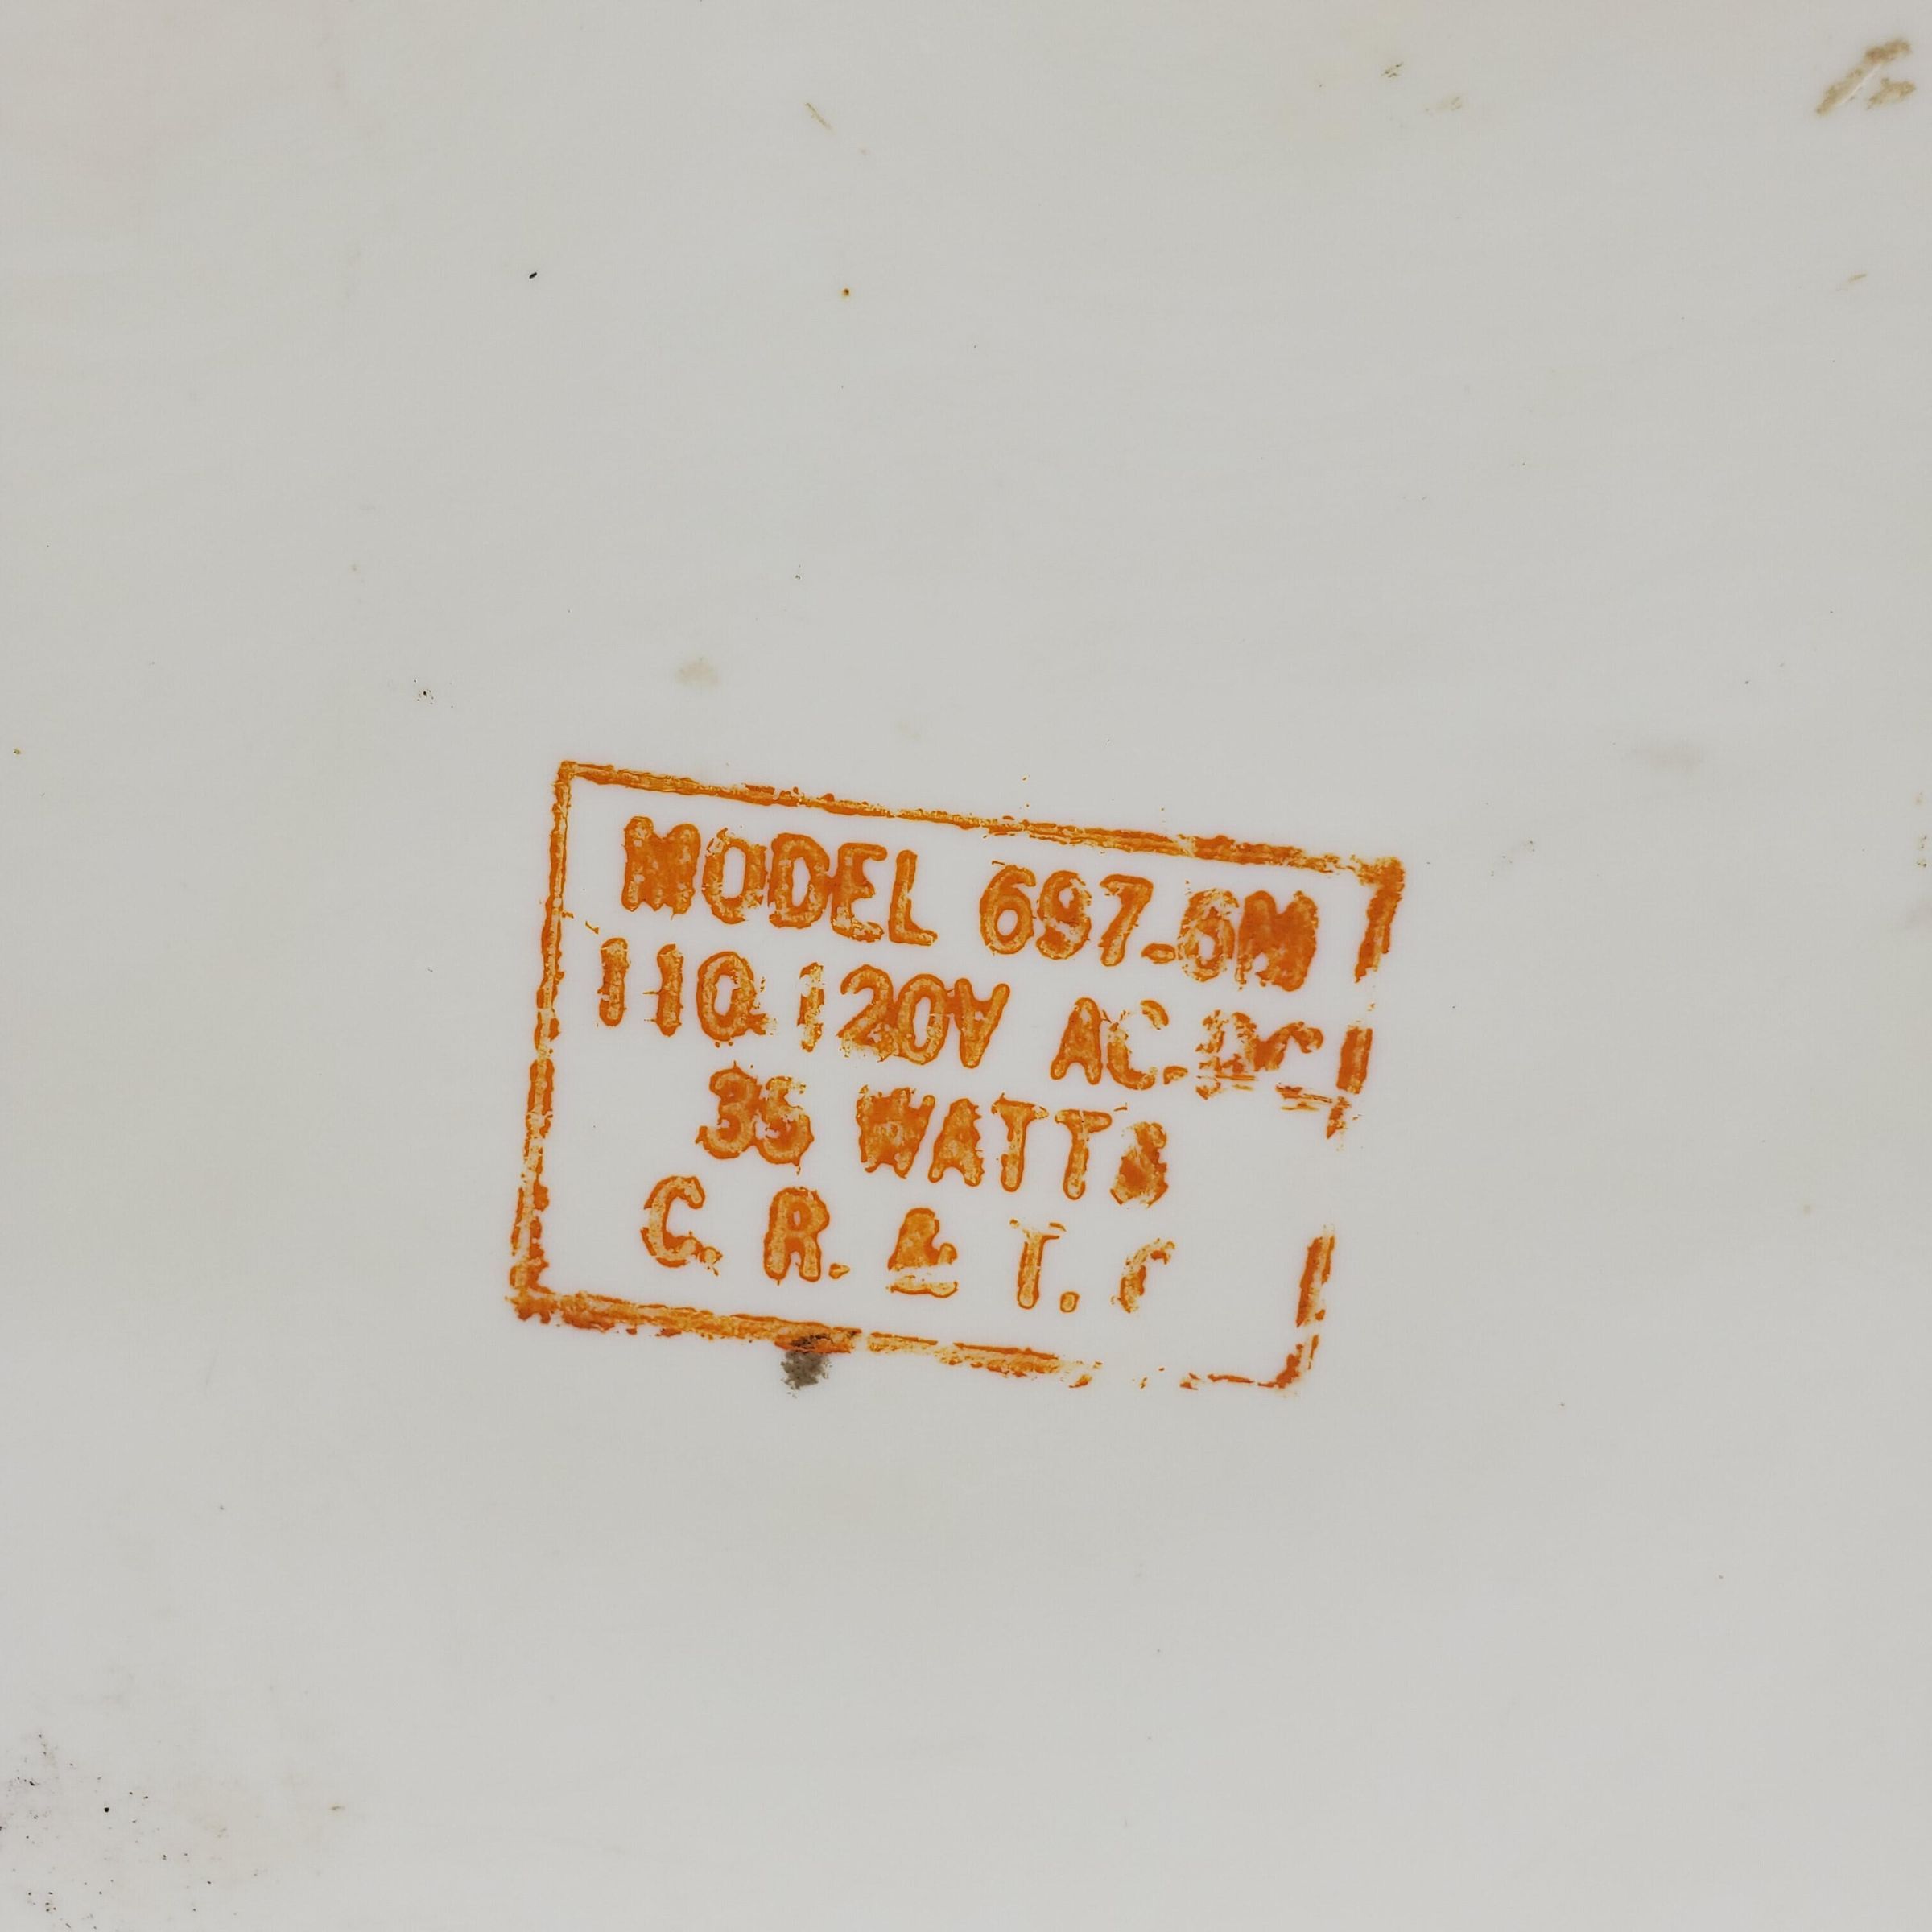 MODEL 697-6M
110-120V AC-DC
35 WATTS
C. R. & T. C